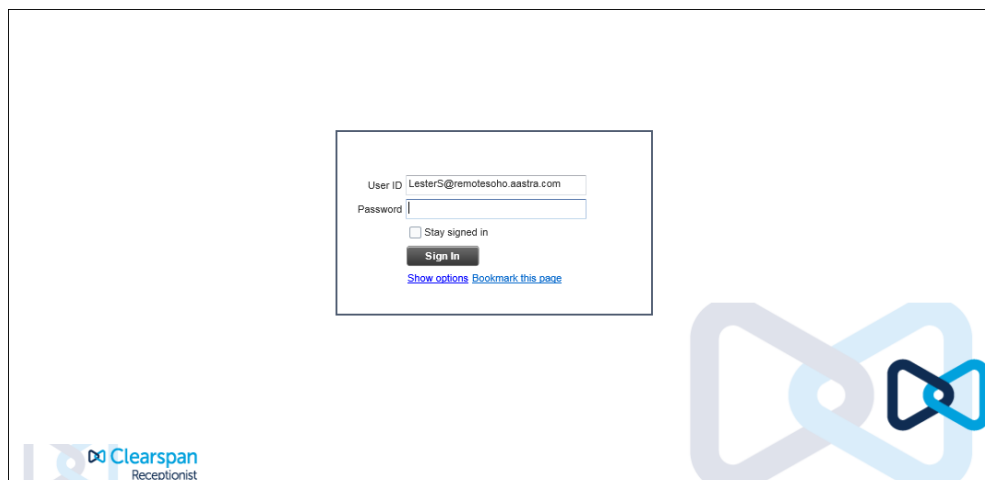 User ID LesterS@remotesoho.aastra.com
Password
Stay signed in
Sign In
Show options Bookmark this page
Clearspan
Receptionist